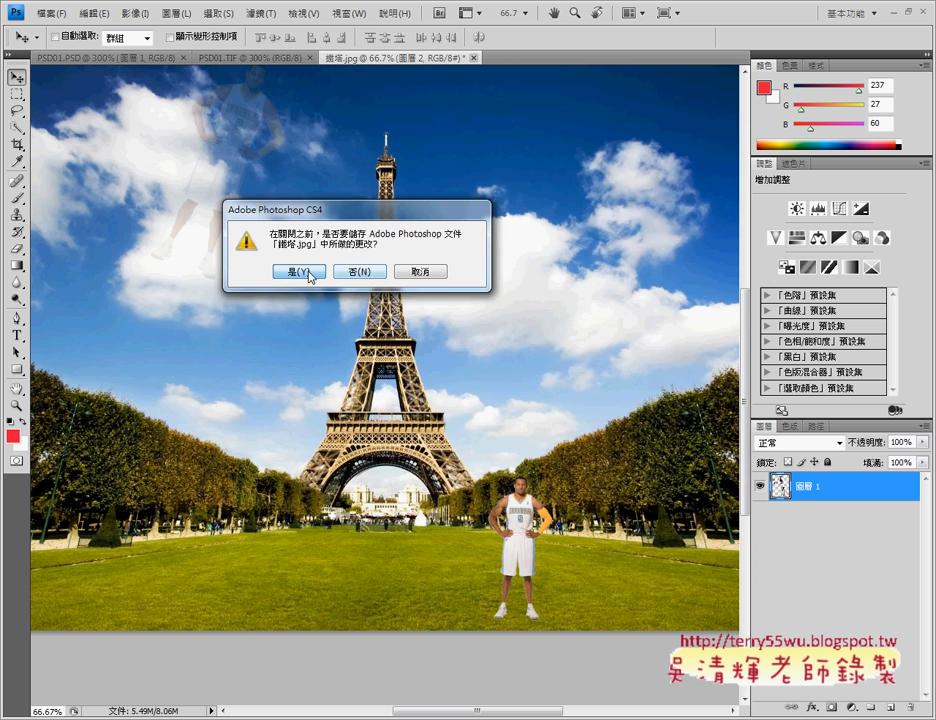 Ps 檔案(F) 編輯(E) 影像(I) 圖層(L) 選取(S) 濾鏡(T) 檢視(V) 視窗(W) 說明(H) Br 66.7 基本功能
自動選取: 群組 顯示變形控制項
PSD01.PSD @ 300% (圖層 1, RGB/8) PSD01.TIF @ 300% (RGB/8) 鐵塔.jpg @ 66.7% (圖層 2, RGB/8#) *
顏色 色票 樣式
R 237
G 27
B 60
調整 遮色片
增加調整
Adobe Photoshop CS4
在關閉之前，是否要儲存 Adobe Photoshop 文件
「鐵塔.jpg」中所做的更改?
是(Y) 否(N) 取消
「色階」預設集
「曲線」預設集
「曝光度」預設集
「色相/飽和度」預設集
「黑白」預設集
「色版混合器」預設集
「選取顏色」預設集
圖層 色版 路徑
正常 不透明度: 100%
鎖定: 填滿: 100%
圖層 1
http://terry55wu.blogspot.tw
吳清輝老師錄製
66.67% 文件: 5.49M/8.06M